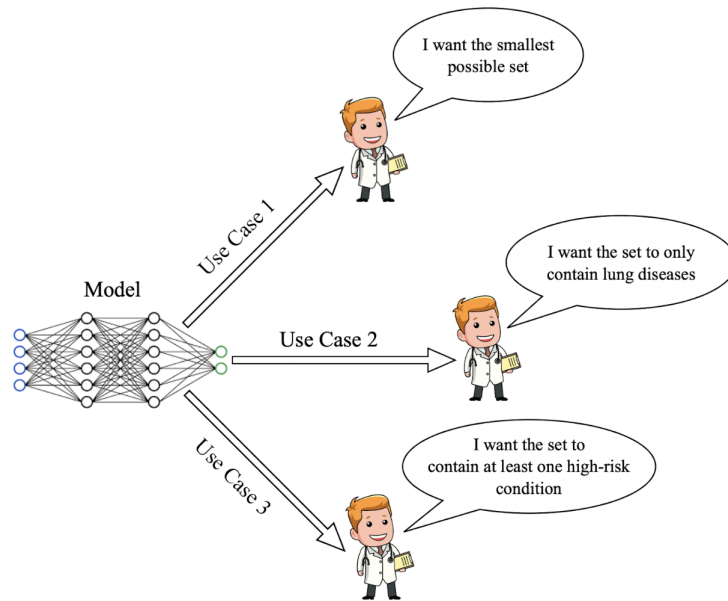 I want the smallest
possible set
Use Case 1
I want the set to only
contain lung diseases
Model
Use Case 2
I want the set to
contain at least one high-risk
condition
Use Case 3